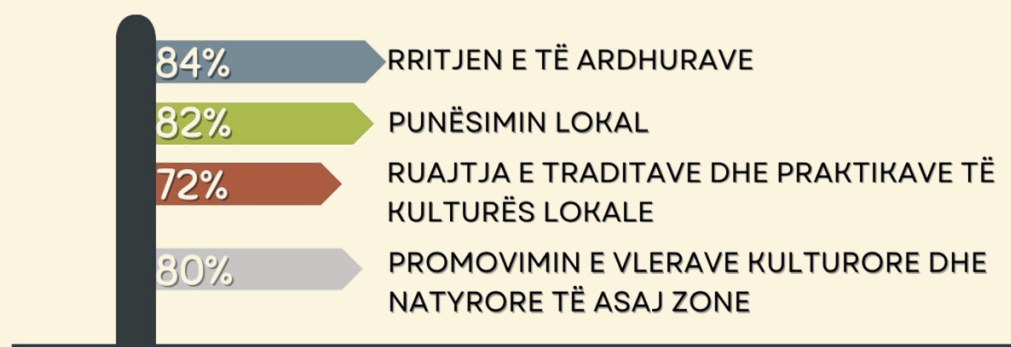 84% RRITJEN E TË ARDHURAVE
82% PUNËSIMIN LOKAL
72% RUAJTJA E TRADITAVE DHE PRAKTIKAVE TË
KULTURËS LOKALE
80% PROMOVIMIN E VLERAVE KULTURORE DHE
NATYRORE TË ASAJ ZONE